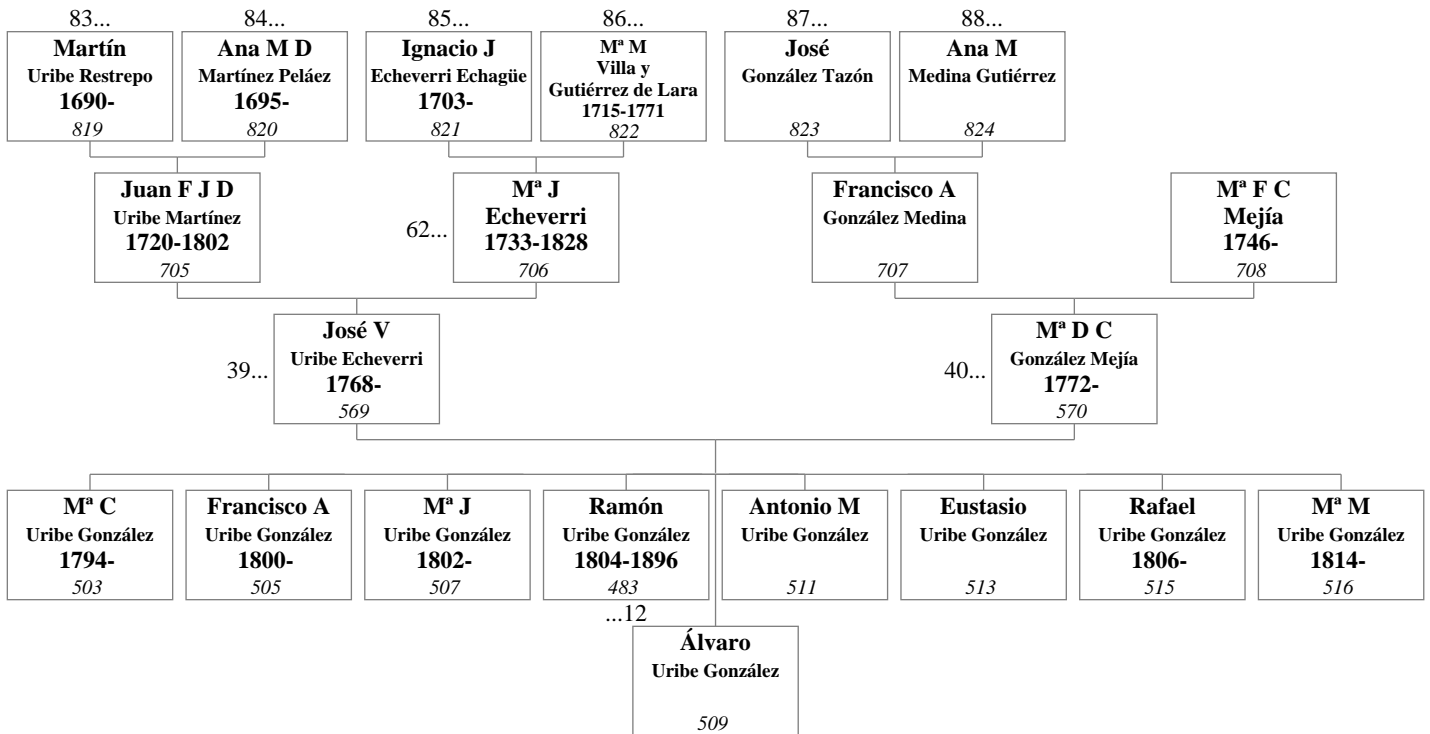 83...
84...
85...
86...
87...
88...
Martín
Uribe Restrepo
1690-
819
Ana M D
Martínez Peláez
1695-
820
Ignacio J
Echeverri Echagüe
1703-
821
Mª M
Villa y
Gutiérrez de Lara
1715-1771
822
José
González Tazón
823
Ana M
Medina Gutiérrez
824
Juan F J D
Uribe Martínez
1720-1802
705
62...
Mª J
Echeverri
1733-1828
706
Francisco A
González Medina
707
Mª F C
Mejía
1746-
708
39...
José V
Uribe Echeverri
1768-
569
40...
Mª D C
González Mejía
1772-
570
Mª C
Uribe González
1794-
503
Francisco A
Uribe González
1800-
505
Mª J
Uribe González
1802-
507
Ramón
Uribe González
1804-1896
483
...12
Antonio M
Uribe González
511
Eustasio
Uribe González
513
Rafael
Uribe González
1806-
515
Mª M
Uribe González
1814-
516
Álvaro
Uribe González
509